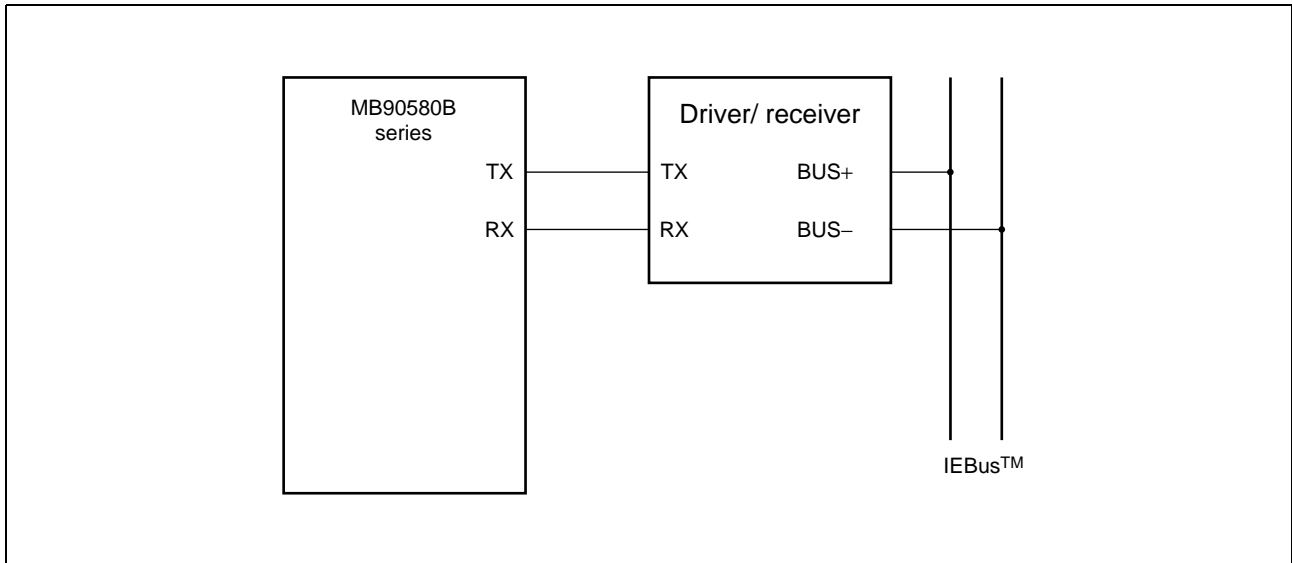 MB90580B
series
Driver/ receiver
TX
TX
BUS+
RX
RX
BUS−
IEBus™